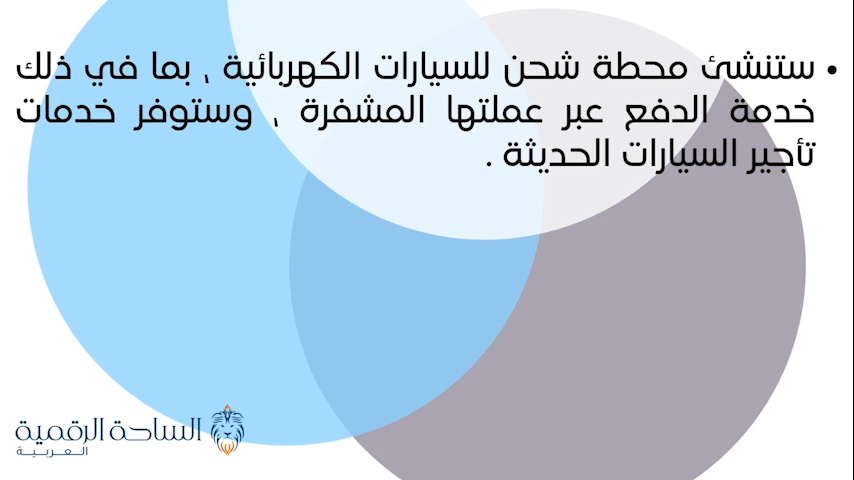 • ستنشئ محطة شحن للسيارات الكهربائية ، بما في ذلك
خدمة الدفع عبر عملتها المشفرة ، وستوفر خدمات
تأجير السيارات الحديثة .
الساحة الرقمية
العربية